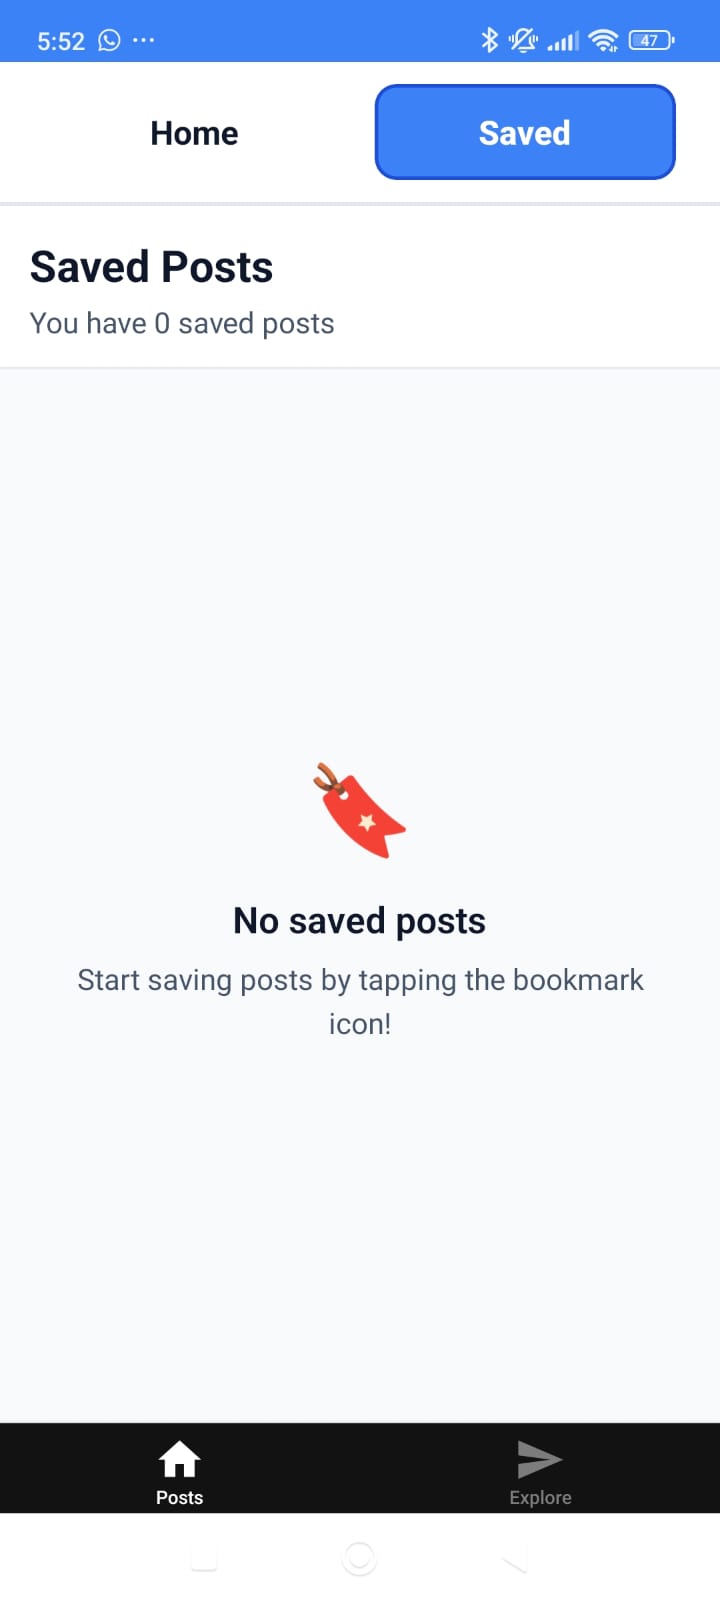 5:52
47
Home
Saved
Saved Posts
You have 0 saved posts
No saved posts
Start saving posts by tapping the bookmark
icon!
Posts
Explore